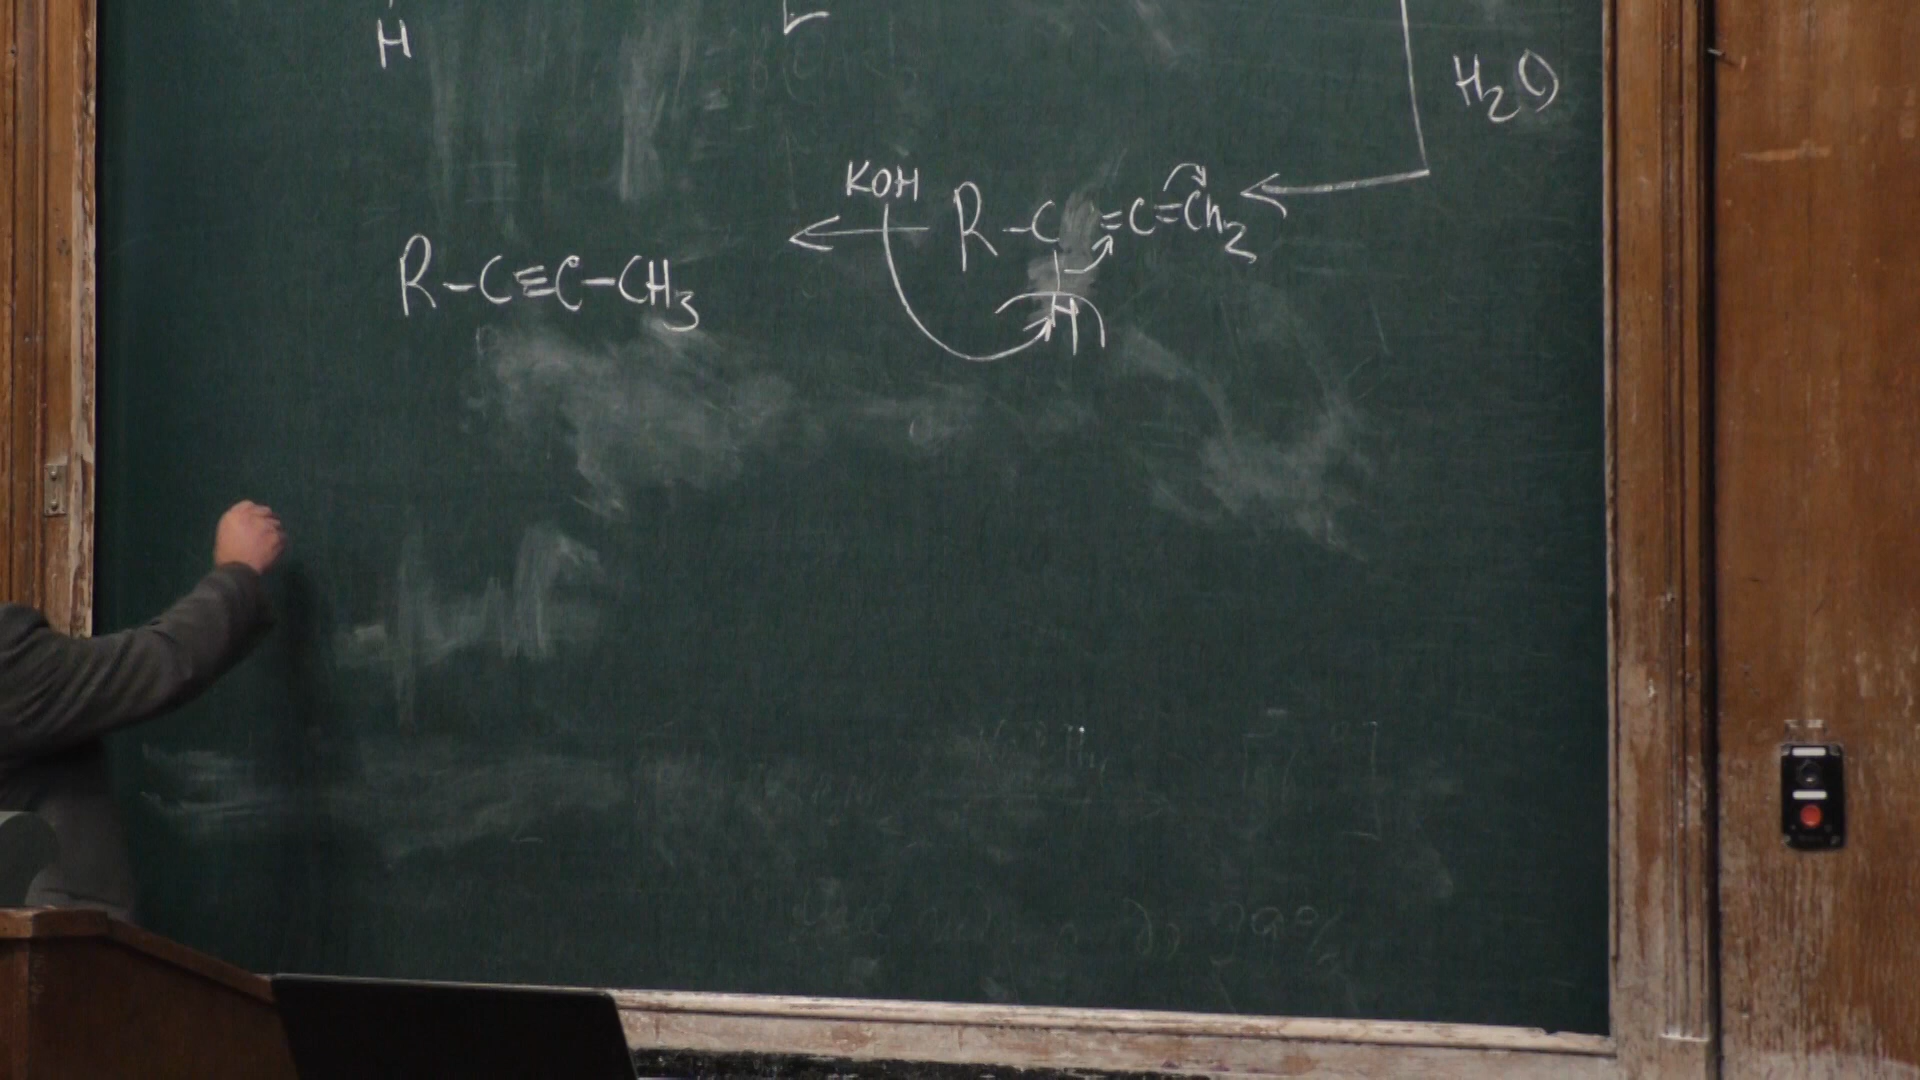 H
H₂O
KOH
R-C=C=CH₂
H
R-C≡C-CH₃